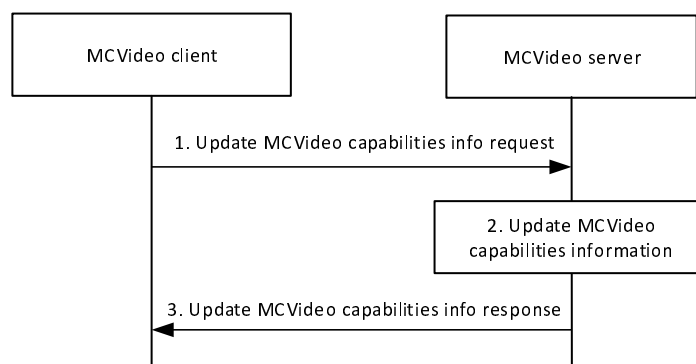 MCVideo client
MCVideo server
1. Update MCVideo capabilities info request
2. Update MCVideo
capabilities information
3. Update MCVideo capabilities info response